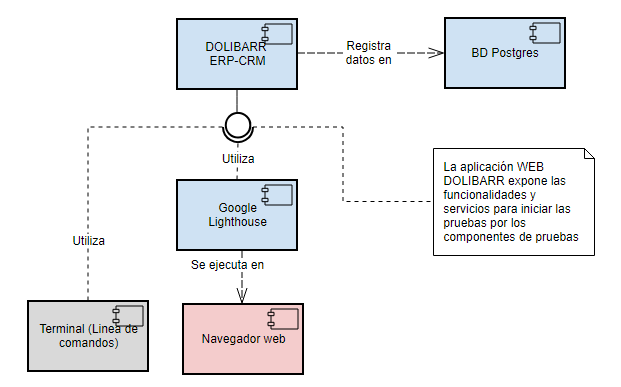 DOLIBARR
ERP-CRM
Registra
datos en
BD Postgres
Utiliza
La aplicación WEB
DOLIBARR expone las
funcionalidades y
servicios para iniciar las
pruebas por los
componentes de pruebas
Google
Lighthouse
Utiliza
Se ejecuta en
Terminal (Linea de
comandos)
Navegador web